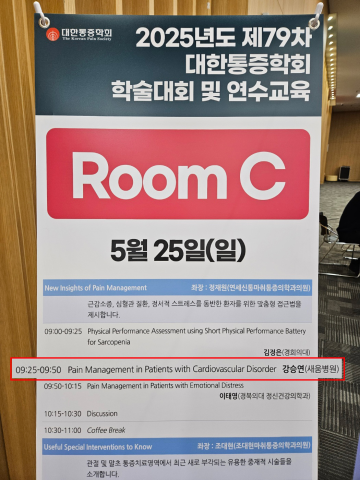 대한통증학회
The Korean Pain Society
2025년도 제79차
대한통증학회
학술대회 및 연수교육
Room C
5월 25일(일)
New Insights of Pain Management 좌장 : 정재원(연세신통마취통증의학과의원)
근감소증, 심혈관 질환, 정서적 스트레스를 동반한 환자를 위한 맞춤형 접근법을
제시합니다.
09:00-09:25 Physical Performance Assessment using Short Physical Performance Battery
for Sarcopenia
김정은(경희의대)
09:25-09:50 Pain Management in Patients with Cardiovascular Disorder 강승연(새움병원)
09:50-10:15 Pain Management in Patients with Emotional Distress
이태영(경북의대 정신건강의학과)
10:15-10:30 Discussion
10:30-11:00 Coffee Break
Useful Special Interventions to Know 좌장 : 조대현(조대현마취통증의학과의원)
관절 및 말초 통증치료영역에서 최근 새로 부각되는 유용한 중재적 시술들을
소개합니다.